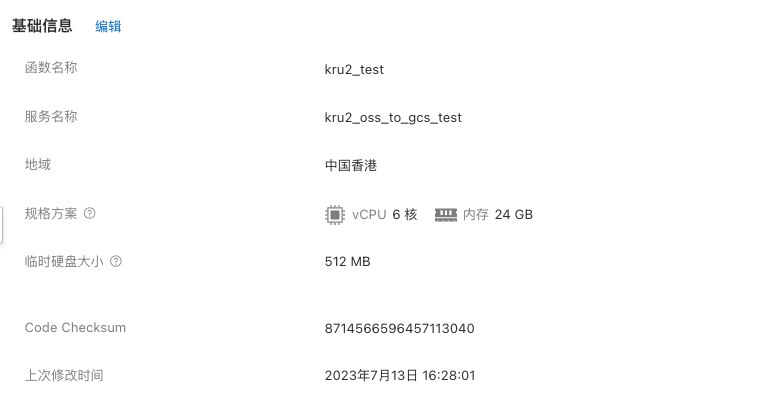 基础信息 编辑
函数名称 kru2_test
服务名称 kru2_oss_to_gcs_test
地域 中国香港
规格方案 vCPU 6 核 内存 24 GB
临时硬盘大小 512 MB
Code Checksum 8714566596457113040
上次修改时间 2023年7月13日 16:28:01